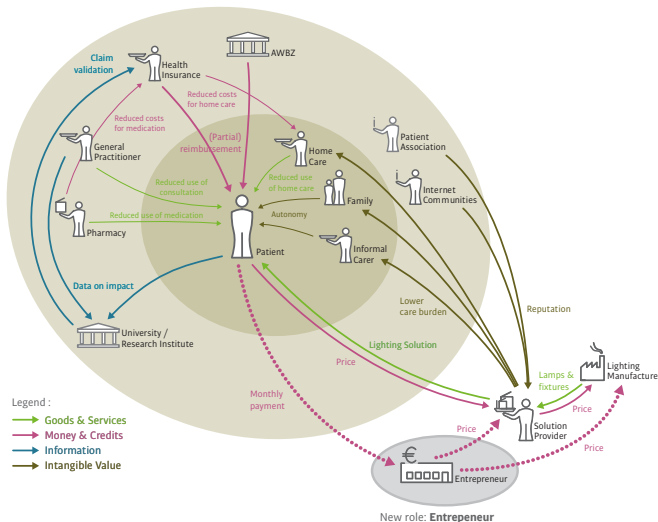 AWBZ
Claim
validation
Health
Insurance
Reduced costs
for home care
Reduced costs
for medication
(Partial)
reimbursement
General
Practitioner
Home
Care
i
Patient
Association
Reduced use of
consultation
Reduced use
of home care
Family
i
Internet
Communities
Pharmacy
Reduced use of medication
Autonomy
Patient
Informal
Carer
Data on impact
University /
Research Institute
Lower
care burden
Reputation
Lighting Solution
Price
Lamps &
fixtures
Lighting
Manufacture
Monthly
payment
Price
Solution
Provider
Price
Price
Legend :
Goods & Services
Money & Credits
Information
Intangible Value
€
Entrepreneur
New role: Entrepeneur